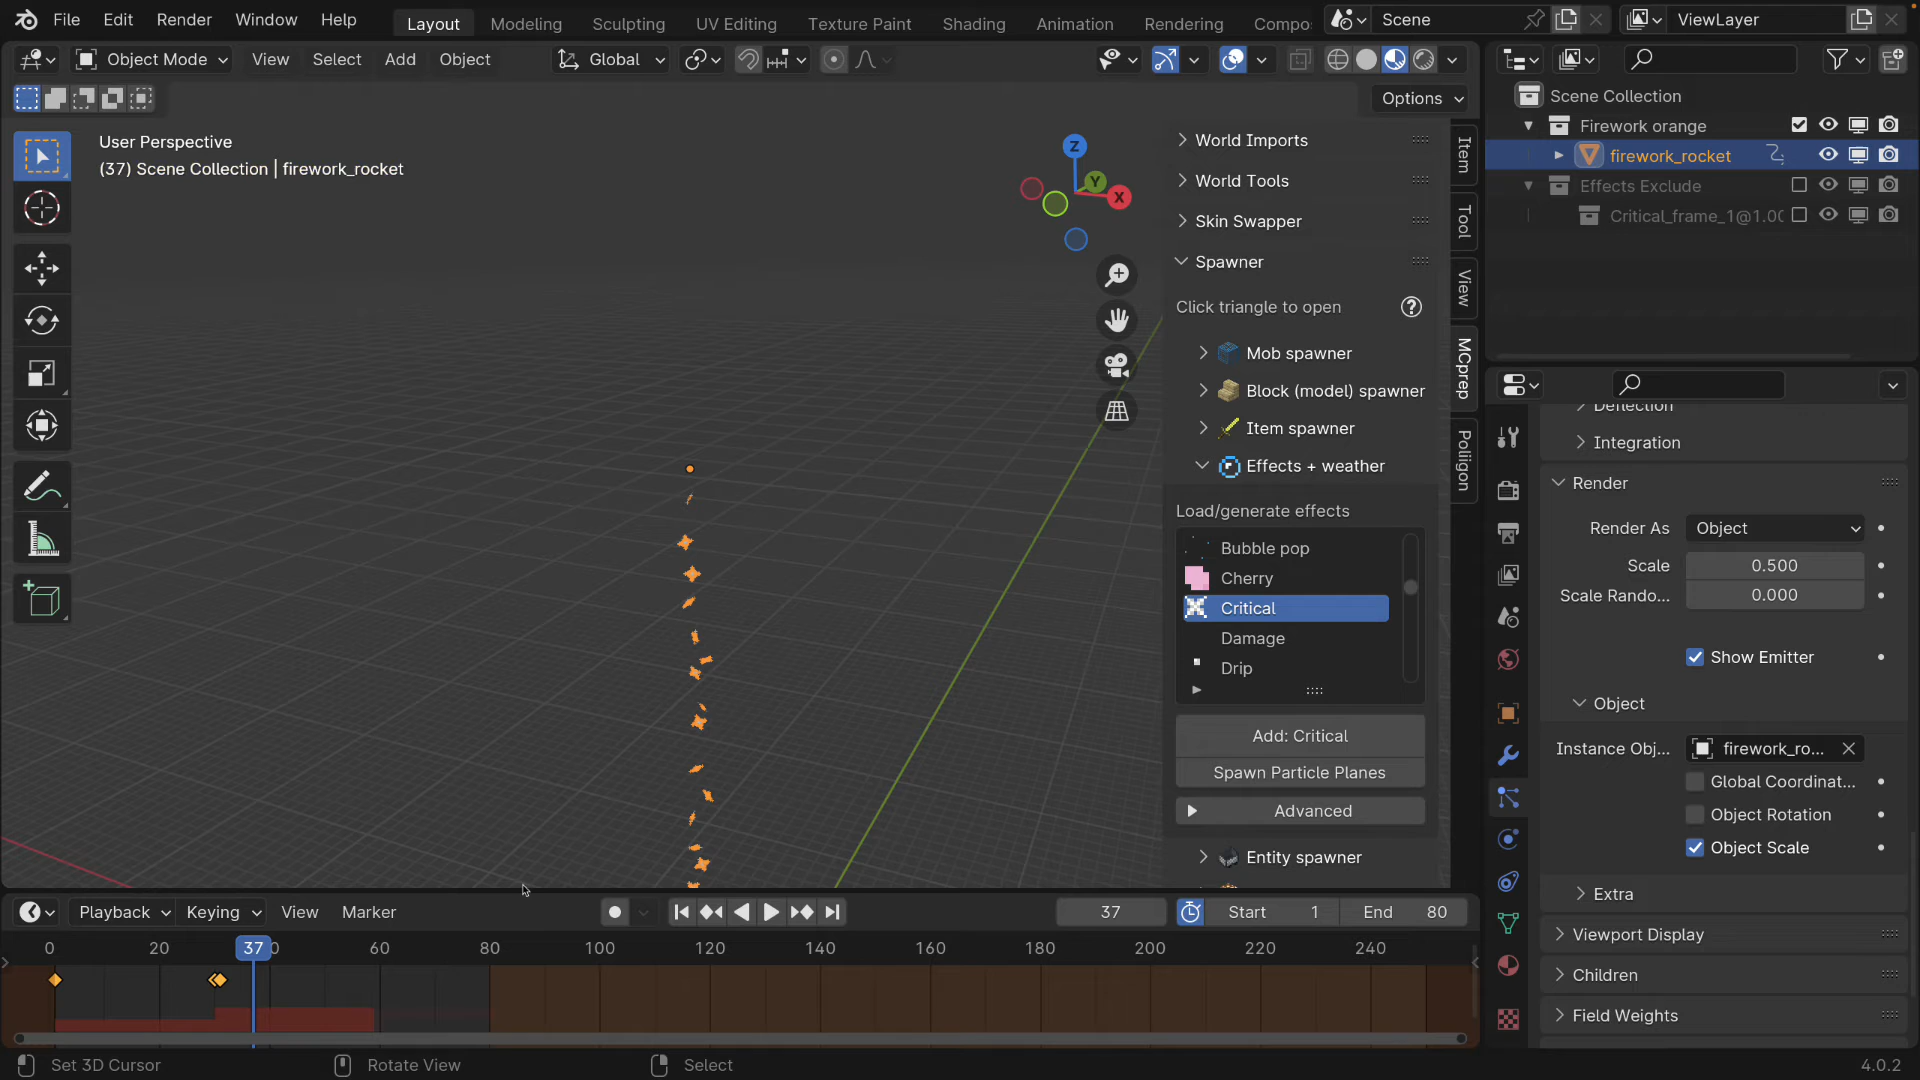 File Edit Render Window Help Layout Modeling Sculpting UV Editing Texture Paint Shading Animation Rendering Compo Scene ViewLayer
Object Mode View Select Add Object Global
Options
User Perspective
(37) Scene Collection | firework_rocket
Z
Y
X
World Imports
World Tools
Skin Swapper
Spawner
Click triangle to open
Mob spawner
Block (model) spawner
Item spawner
Effects + weather
Load/generate effects
Bubble pop
Cherry
Critical
Damage
Drip
Add: Critical
Spawn Particle Planes
Advanced
Entity spawner
Item
Tool
View
MCprep
Poliigon
Scene Collection
Firework orange
firework_rocket
Effects Exclude
Critical_frame_1@1.00
Deflection
Integration
Render
Render As Object
Scale 0.500
Scale Rando... 0.000
Show Emitter
Object
Instance Obj... firework_ro...
Global Coordinat...
Object Rotation
Object Scale
Extra
Viewport Display
Children
Field Weights
Playback Keying View Marker 37 Start 1 End 80
0 20 37 0 60 80 100 120 140 160 180 200 220 240
Set 3D Cursor Rotate View Select 4.0.2